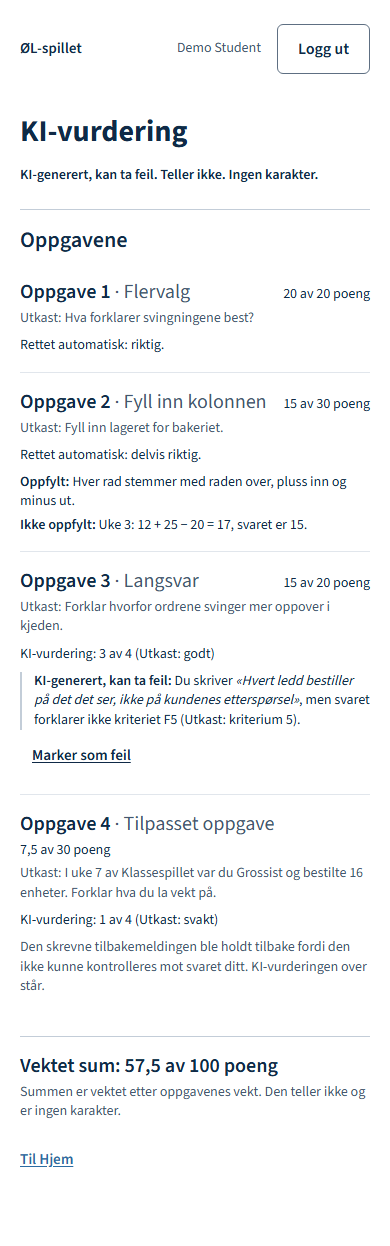 ØL-spillet
Demo Student
Logg ut
KI-vurdering
KI-generert, kan ta feil. Teller ikke. Ingen karakter.
Oppgavene
Oppgave 1 · Flervalg
20 av 20 poeng
Utkast: Hva forklarer svingningene best?
Rettet automatisk: riktig.
Oppgave 2 · Fyll inn kolonnen
15 av 30 poeng
Utkast: Fyll inn lageret for bakeriet.
Rettet automatisk: delvis riktig.
Oppfylt: Hver rad stemmer med raden over, pluss inn og
minus ut.
Ikke oppfylt: Uke 3: 12 + 25 − 20 = 17, svaret er 15.
Oppgave 3 · Langsvar
15 av 20 poeng
Utkast: Forklar hvorfor ordrene svinger mer oppover i
kjeden.
KI-vurdering: 3 av 4 (Utkast: godt)
KI-generert, kan ta feil: Du skriver «Hvert ledd bestiller
på det det ser, ikke på kundenes etterspørsel», men svaret
forklarer ikke kriteriet F5 (Utkast: kriterium 5).
Marker som feil
Oppgave 4 · Tilpasset oppgave
7,5 av 30 poeng
Utkast: I uke 7 av Klassespillet var du Grossist og bestilte 16
enheter. Forklar hva du la vekt på.
KI-vurdering: 1 av 4 (Utkast: svakt)
Den skrevne tilbakemeldingen ble holdt tilbake fordi den
ikke kunne kontrolleres mot svaret ditt. KI-vurderingen over
står.
Vektet sum: 57,5 av 100 poeng
Summen er vektet etter oppgavenes vekt. Den teller ikke og
er ingen karakter.
Til Hjem